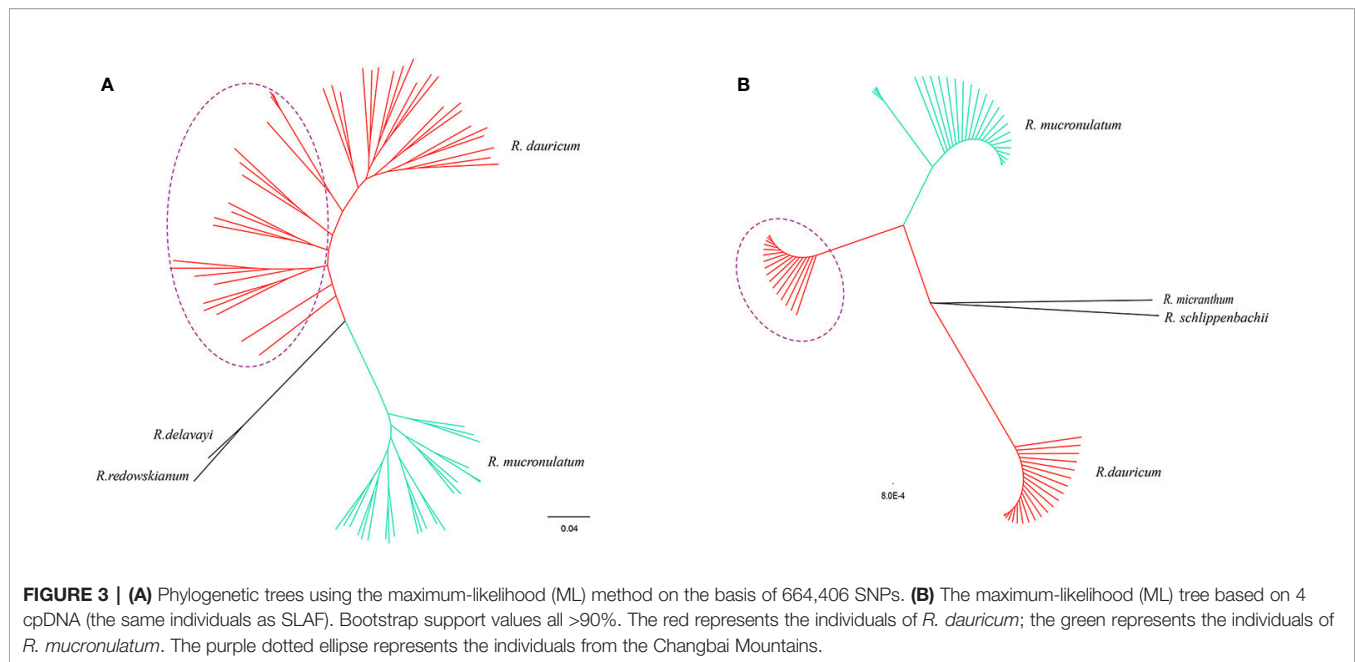 A
B
R. dauricum
R. mucronulatum
R. micranthum
R. schlippenbachii
R.delavayi
R.redowskianum
R. mucronulatum
R.dauricum
8.0E-4
0.04
FIGURE 3 | (A) Phylogenetic trees using the maximum-likelihood (ML) method on the basis of 664,406 SNPs. (B) The maximum-likelihood (ML) tree based on 4
cpDNA (the same individuals as SLAF). Bootstrap support values all >90%. The red represents the individuals of R. dauricum; the green represents the individuals of
R. mucronulatum. The purple dotted ellipse represents the individuals from the Changbai Mountains.